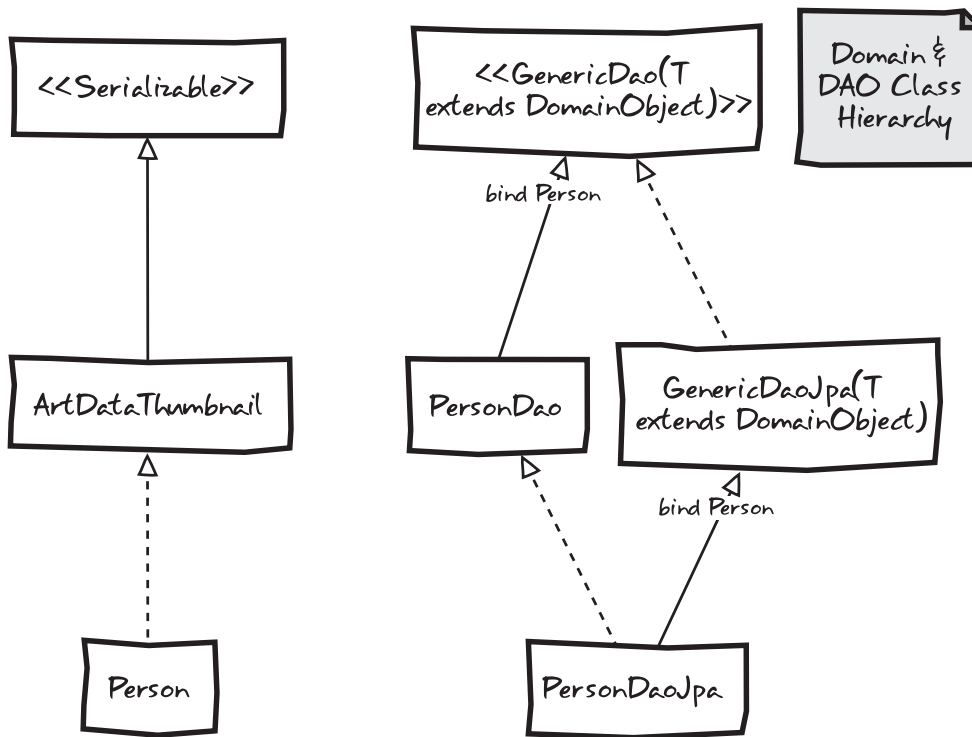 <<Serializable>>
<<GenericDao(T
extends DomainObject)>>
Domain &
DAO Class
Hierarchy
bind Person
ArtDataThumbnail
PersonDao
GenericDaoJpa(T
extends DomainObject)
bind Person
Person
PersonDaoJpa